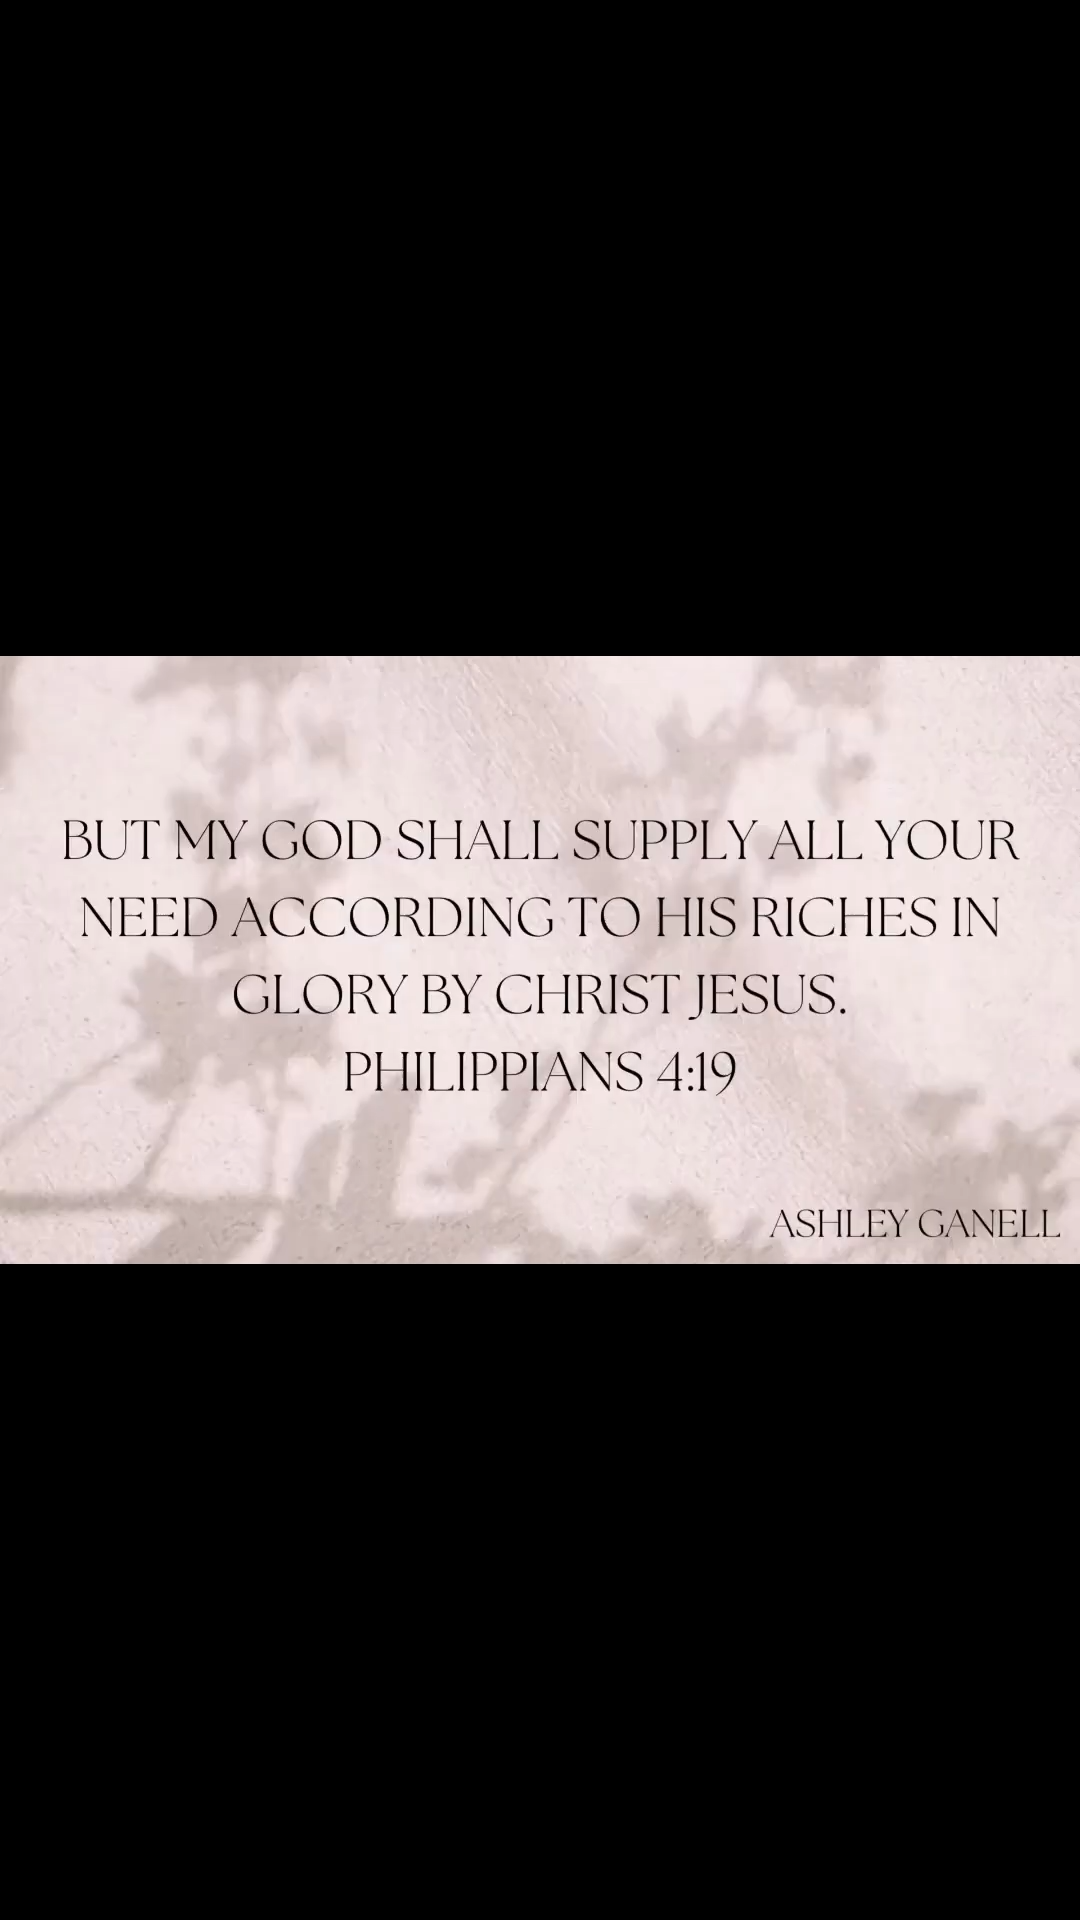 BUT MY GOD SHALL SUPPLY ALL YOUR
NEED ACCORDING TO HIS RICHES IN
GLORY BY CHRIST JESUS.
PHILIPPIANS 4:19
ASHLEY GANELL